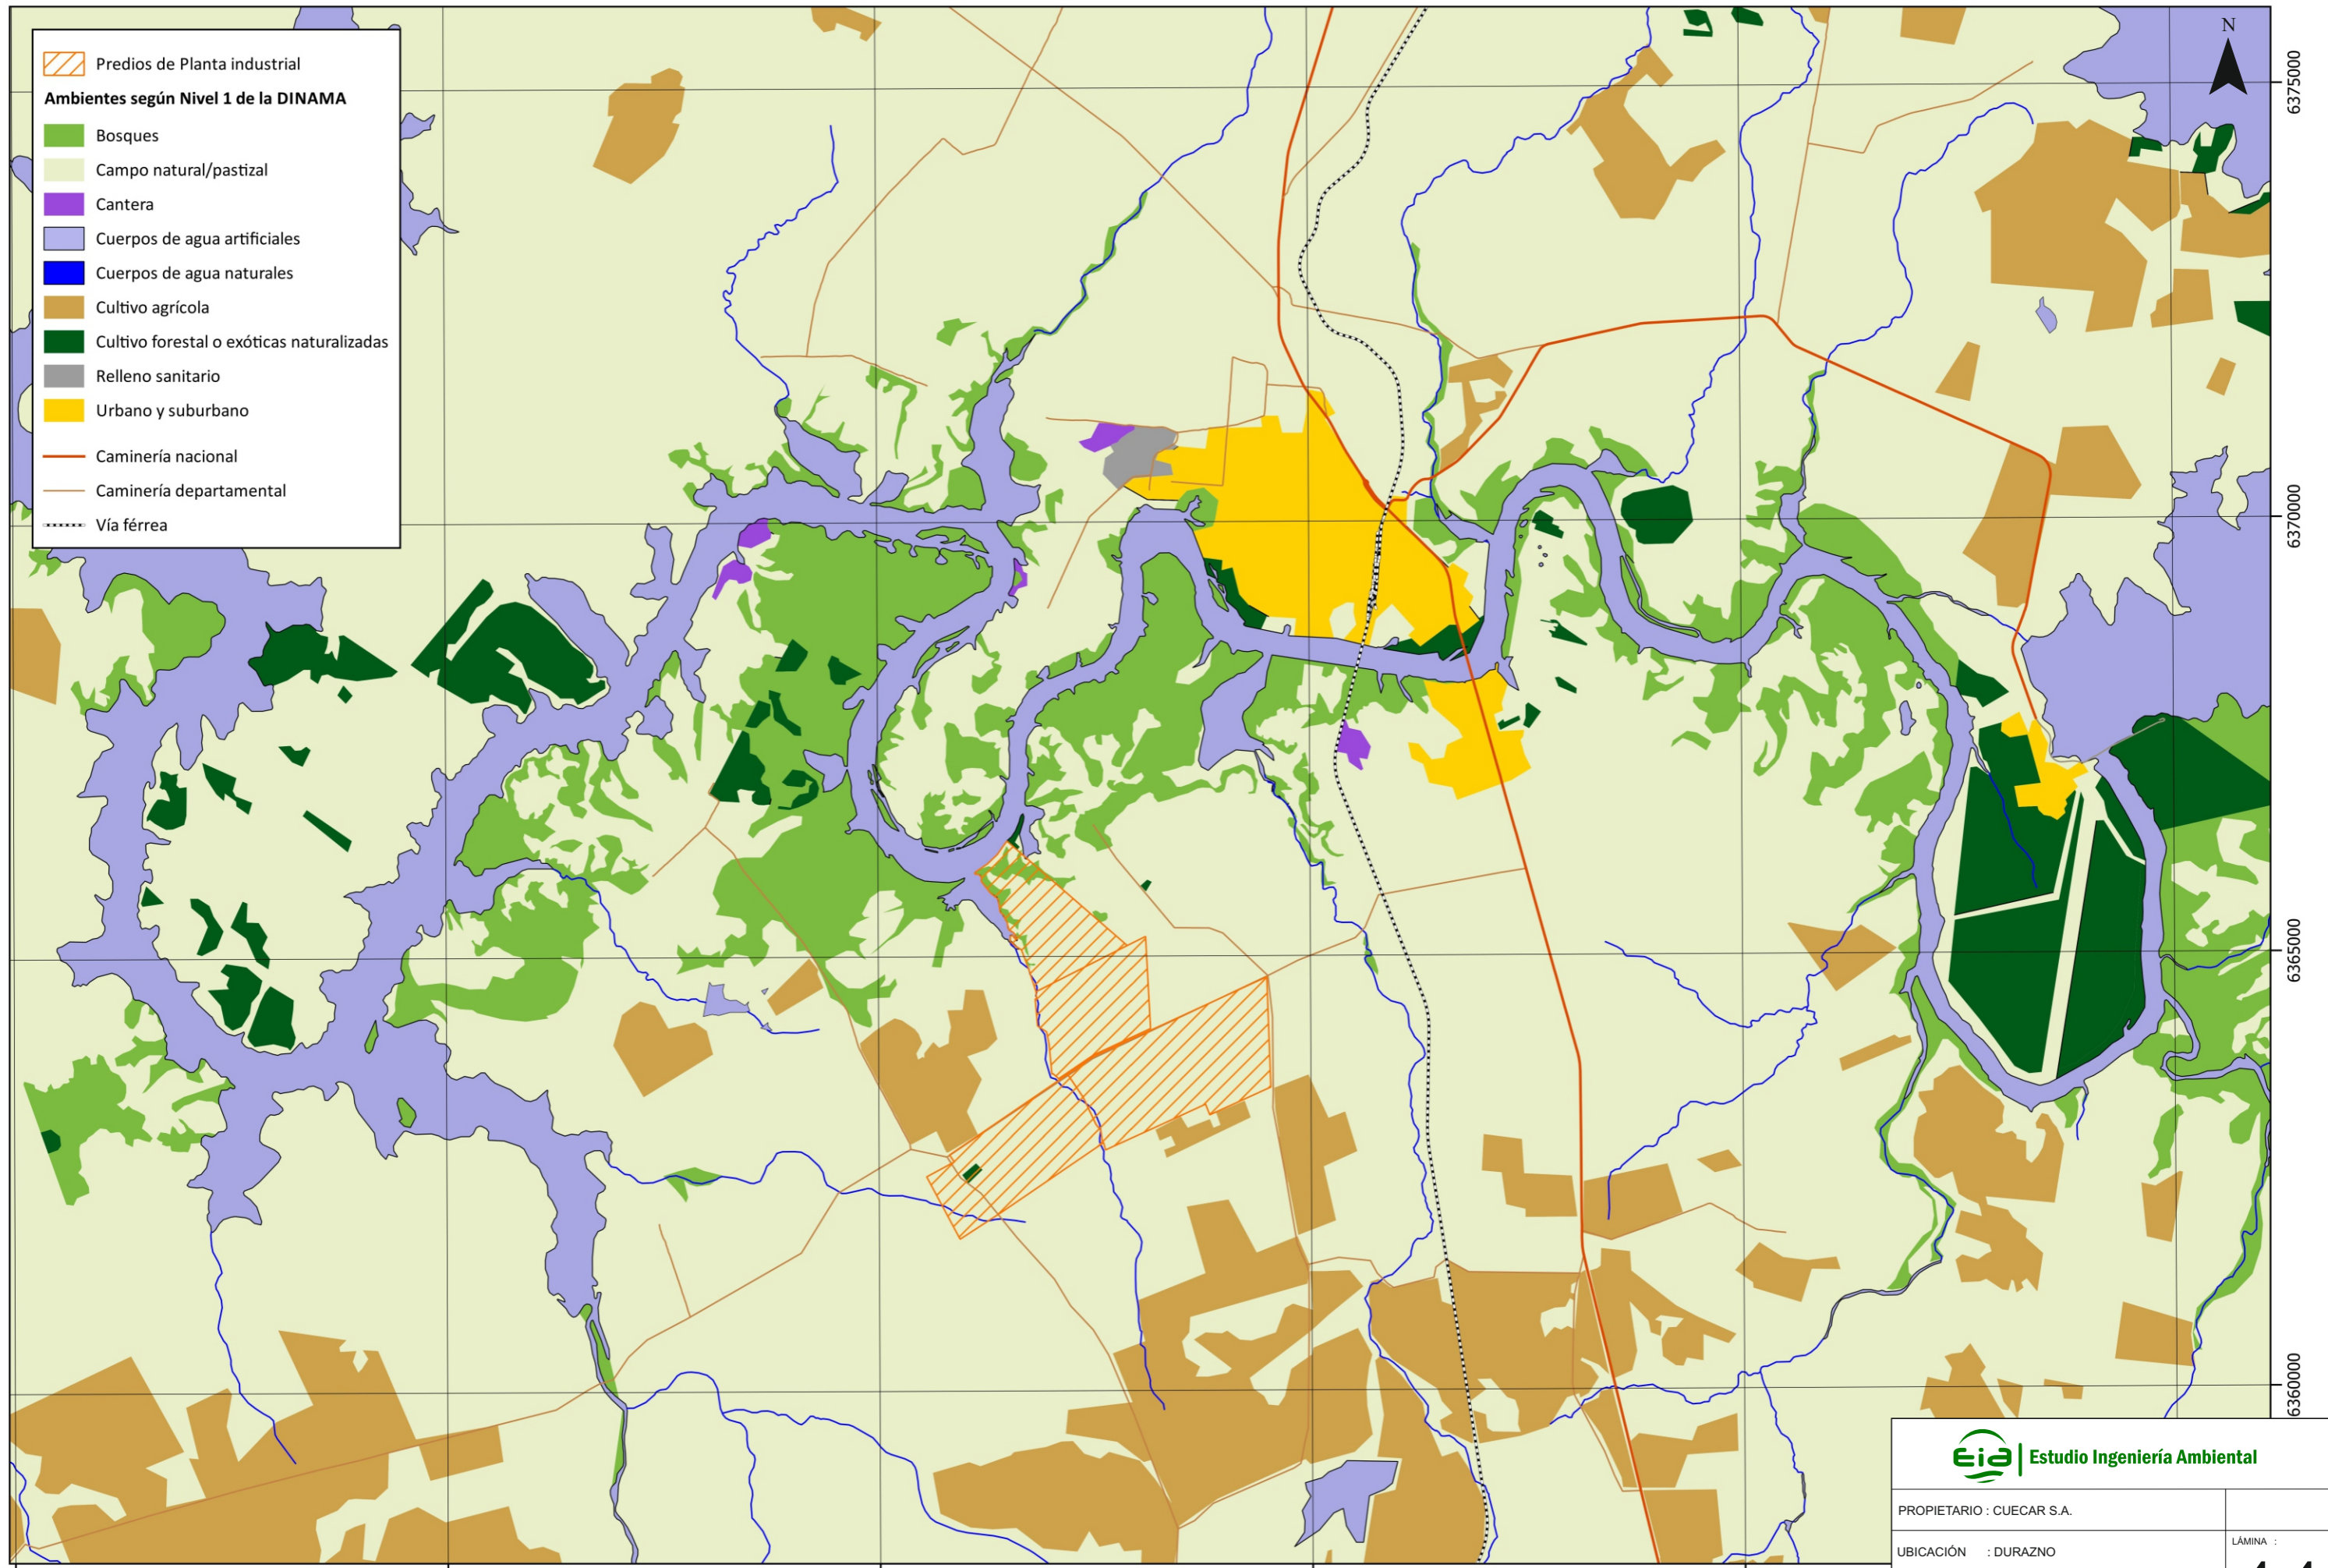 Predios de Planta industrial
Ambientes según Nivel 1 de la DINAMA
Bosques
Campo natural/pastizal
Cantera
Cuerpos de agua artificiales
Cuerpos de agua naturales
Cultivo agrícola
Cultivo forestal o exóticas naturalizadas
Relleno sanitario
Urbano y suburbano
Caminería nacional
Caminería departamental
Vía férrea
N
6375000
6370000
6365000
6360000
eia Estudio Ingeniería Ambiental
PROPIETARIO : CUECAR S.A.
UBICACIÓN : DURAZNO
LÁMINA :